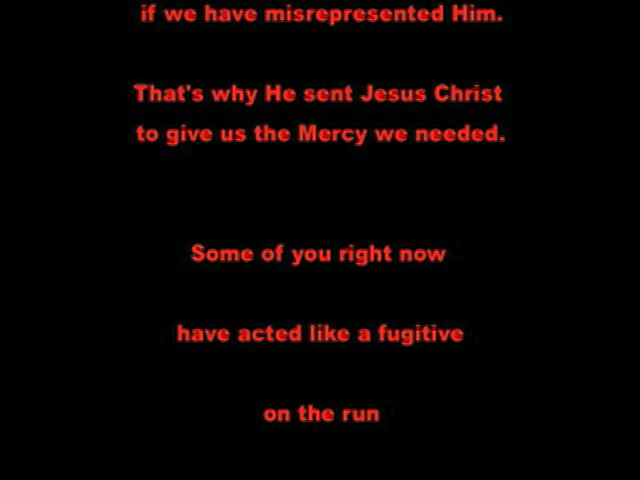 if we have misrepresented Him.
That's why He sent Jesus Christ
to give us the Mercy we needed.
Some of you right now
have acted like a fugitive
on the run